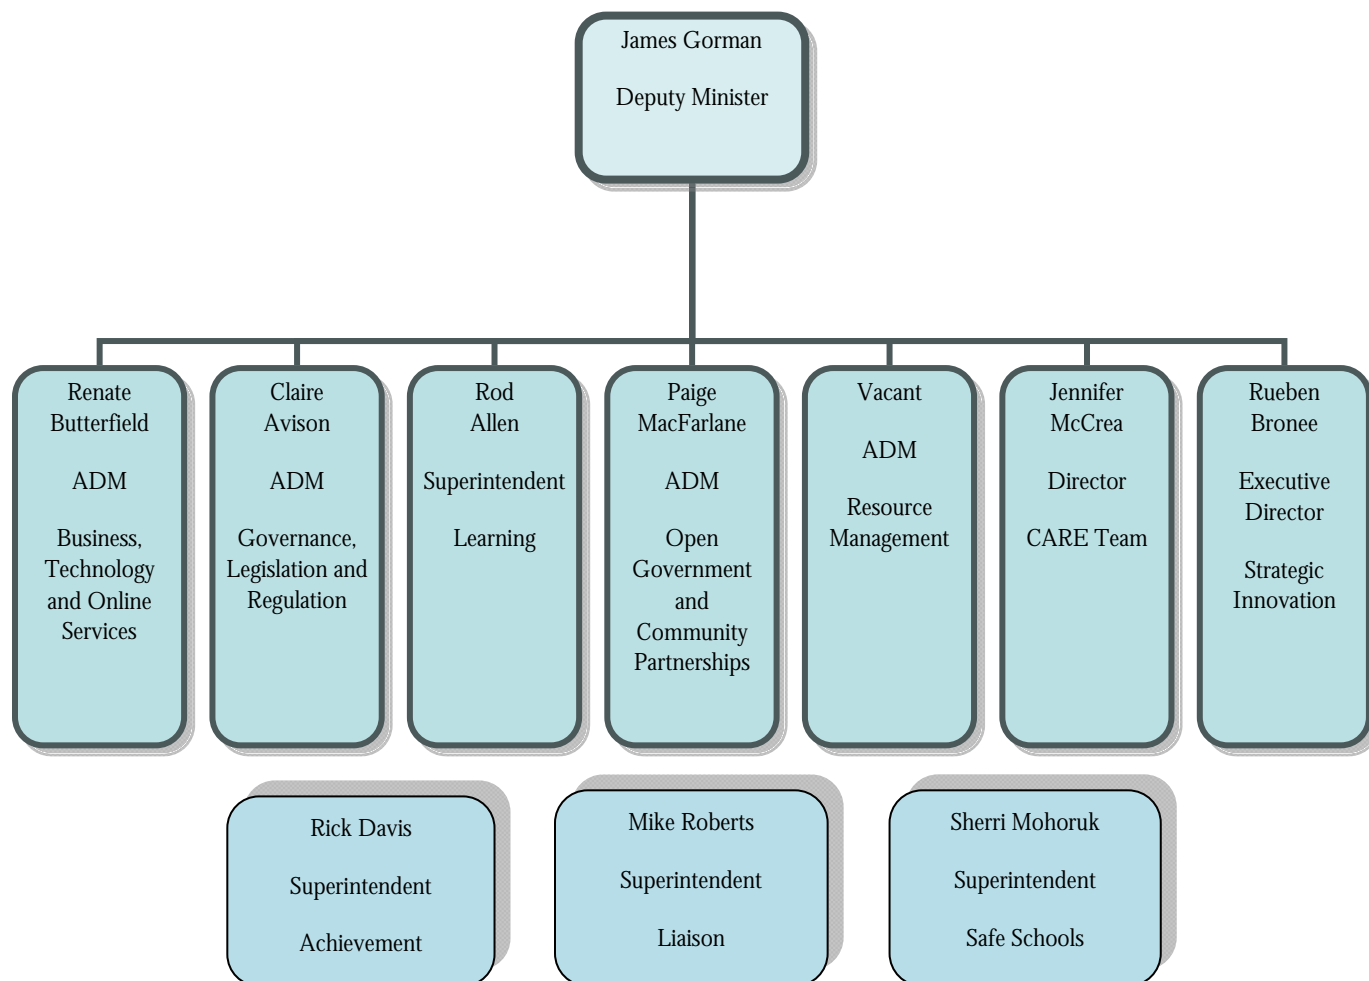 James Gorman
Deputy Minister
Renate
Butterfield
ADM
Business,
Technology
and Online
Services
Claire
Avison
ADM
Governance,
Legislation and
Regulation
Rod
Allen
Superintendent
Learning
Paige
MacFarlane
ADM
Open
Government
and
Community
Partnerships
Vacant
ADM
Resource
Management
Jennifer
McCrea
Director
CARE Team
Rueben
Bronee
Executive
Director
Strategic
Innovation
Rick Davis
Superintendent
Achievement
Mike Roberts
Superintendent
Liaison
Sherri Mohoruk
Superintendent
Safe Schools